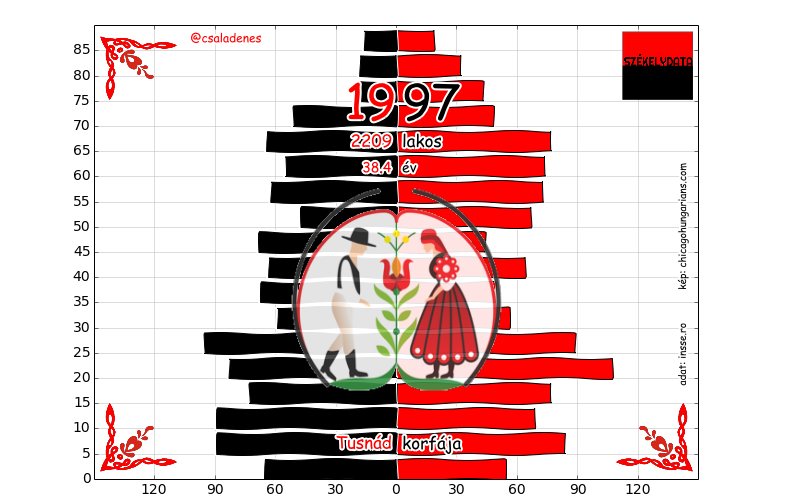 @csaladenes
SZÉKELYDATA
1997
2209 lakos
38.4 év
kép: chicagohungarians.com
adat: insse.ro
Tusnád korfája
85
80
75
70
65
60
55
50
45
40
35
30
25
20
15
10
5
0
120 90 60 30 0 30 60 90 120